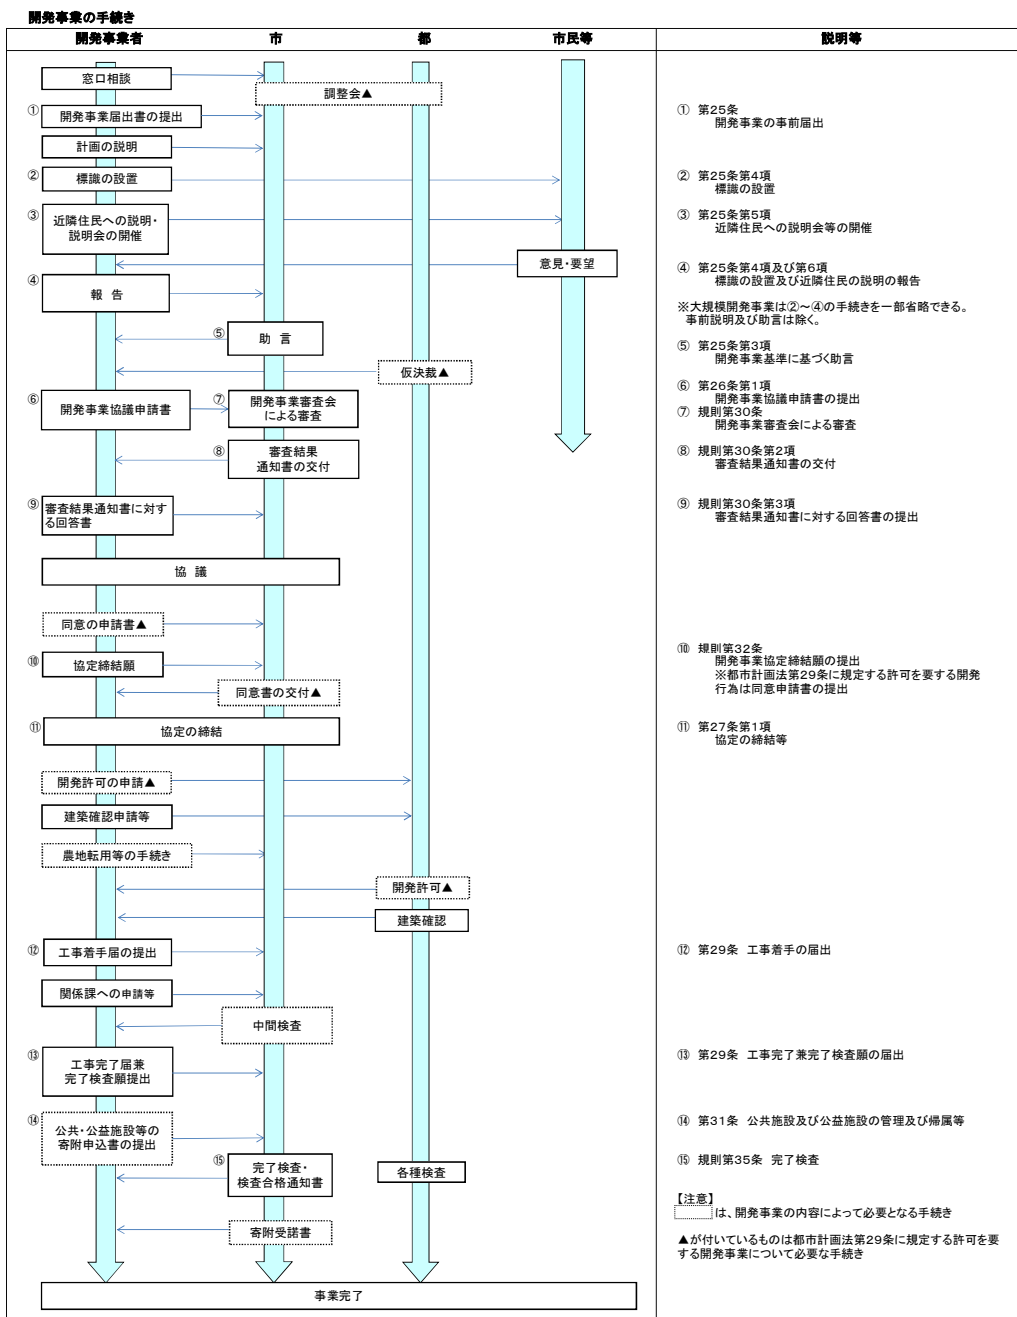 開発事業の手続き
開発事業者 市 都 市民等 説明等
窓口相談
調整会▲
① 開発事業届出書の提出
計画の説明
② 標識の設置
③ 近隣住民への説明・
説明会の開催
意見・要望
④ 報 告
⑤ 助 言
仮決裁▲
⑥ 開発事業協議申請書
⑦ 開発事業審査会
による審査
⑧ 審査結果
通知書の交付
⑨ 審査結果通知書に対す
る回答書
協 議
同意の申請書▲
⑩ 協定締結願
同意書の交付▲
⑪ 協定の締結
開発許可の申請▲
建築確認申請等
農地転用等の手続き
開発許可▲
建築確認
⑫ 工事着手届の提出
関係課への申請等
中間検査
⑬ 工事完了届兼
完了検査願提出
⑭ 公共・公益施設等の
寄附申込書の提出
⑮ 完了検査・
検査合格通知書
各種検査
寄附受諾書
事業完了
① 第25条
開発事業の事前届出
② 第25条第4項
標識の設置
③ 第25条第5項
近隣住民への説明会等の開催
④ 第25条第4項及び第6項
標識の設置及び近隣住民の説明の報告
※大規模開発事業は②～④の手続きを一部省略できる。
事前説明及び助言は除く。
⑤ 第25条第3項
開発事業基準に基づく助言
⑥ 第26条第1項
開発事業協議申請書の提出
⑦ 規則第30条
開発事業審査会による審査
⑧ 規則第30条第2項
審査結果通知書の交付
⑨ 規則第30条第3項
審査結果通知書に対する回答書の提出
⑩ 規則第32条
開発事業協定締結願の提出
※都市計画法第29条に規定する許可を要する開発
行為は同意申請書の提出
⑪ 第27条第1項
協定の締結等
⑫ 第29条 工事着手の届出
⑬ 第29条 工事完了兼完了検査願の届出
⑭ 第31条 公共施設及び公益施設の管理及び帰属等
⑮ 規則第35条 完了検査
【注意】
は、開発事業の内容によって必要となる手続き
▲が付いているものは都市計画法第29条に規定する許可を要
する開発事業について必要な手続き